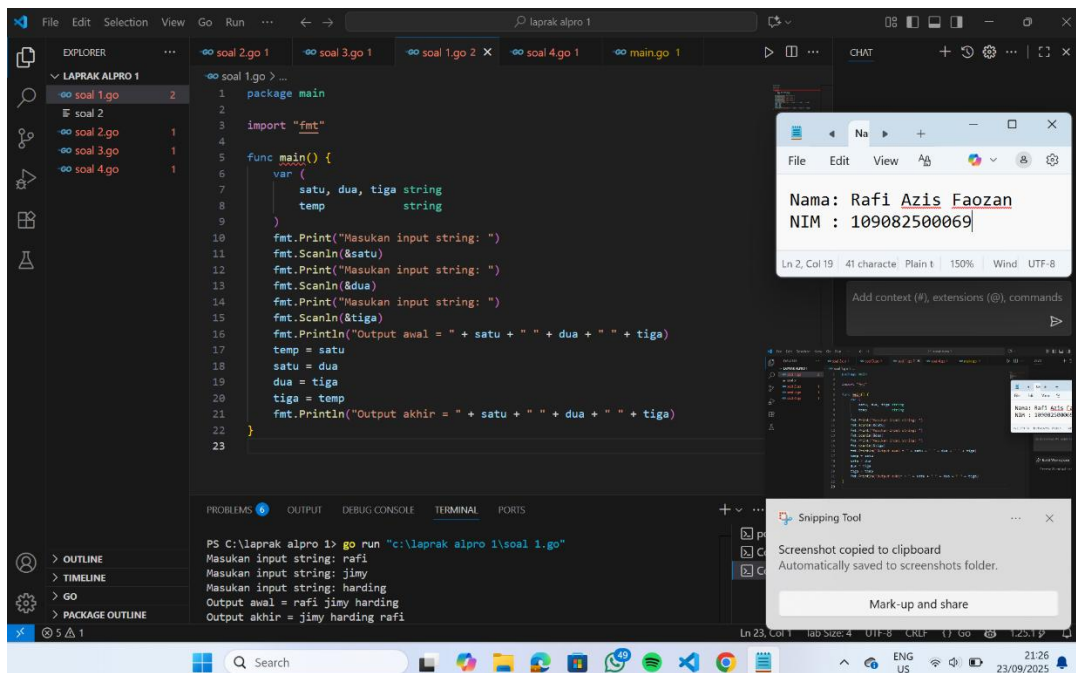 File Edit Selection View Go Run ··· laprak alpro 1
EXPLORER
LAPRAK ALPRO 1
soal 1.go 2
soal 2
soal 2.go 1
soal 3.go 1
soal 4.go 1
OUTLINE
TIMELINE
GO
PACKAGE OUTLINE
soal 2.go 1 soal 3.go 1 soal 1.go 2 soal 4.go 1 main.go 1
soal 1.go > ...
1 package main
2
3 import "fmt"
4
5 func main() {
6 var (
7 satu, dua, tiga string
8 temp string
9 )
10 fmt.Print("Masukan input string: ")
11 fmt.Scanln(&satu)
12 fmt.Print("Masukan input string: ")
13 fmt.Scanln(&dua)
14 fmt.Print("Masukan input string: ")
15 fmt.Scanln(&tiga)
16 fmt.Println("Output awal = " + satu + " " + dua + " " + tiga)
17 temp = satu
18 satu = dua
19 dua = tiga
20 tiga = temp
21 fmt.Println("Output akhir = " + satu + " " + dua + " " + tiga)
22 }
23
PROBLEMS 6 OUTPUT DEBUG CONSOLE TERMINAL PORTS
PS C:\laprak alpro 1> go run "c:\laprak alpro 1\soal 1.go"
Masukan input string: rafi
Masukan input string: jimy
Masukan input string: harding
Output awal = rafi jimy harding
Output akhir = jimy harding rafi
CHAT
Na
File Edit View
Nama: Rafi Azis Faozan
NIM : 109082500069
Ln 2, Col 19 41 characte Plain t 150% Wind UTF-8
Add context (#), extensions (@), commands
Snipping Tool
Screenshot copied to clipboard
Automatically saved to screenshots folder.
Mark-up and share
5 1 Ln 23, Col 1 Tab Size: 4 UTF-8 CRLF {} Go 1.25.1
Search 49 ENG
US
21:26
23/09/2025